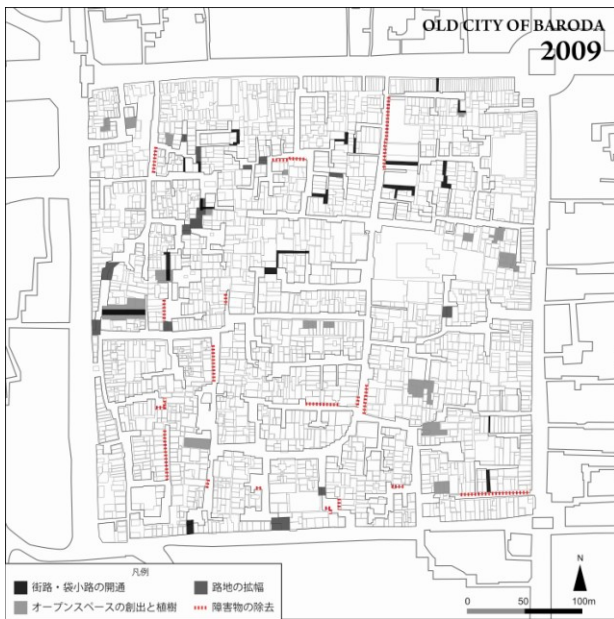 OLD CITY OF BARODA
2009
凡例
街路・袋小路の開通
路地の拡幅
オープンスペースの創出と植樹
障害物の除去
N
0 50 100m